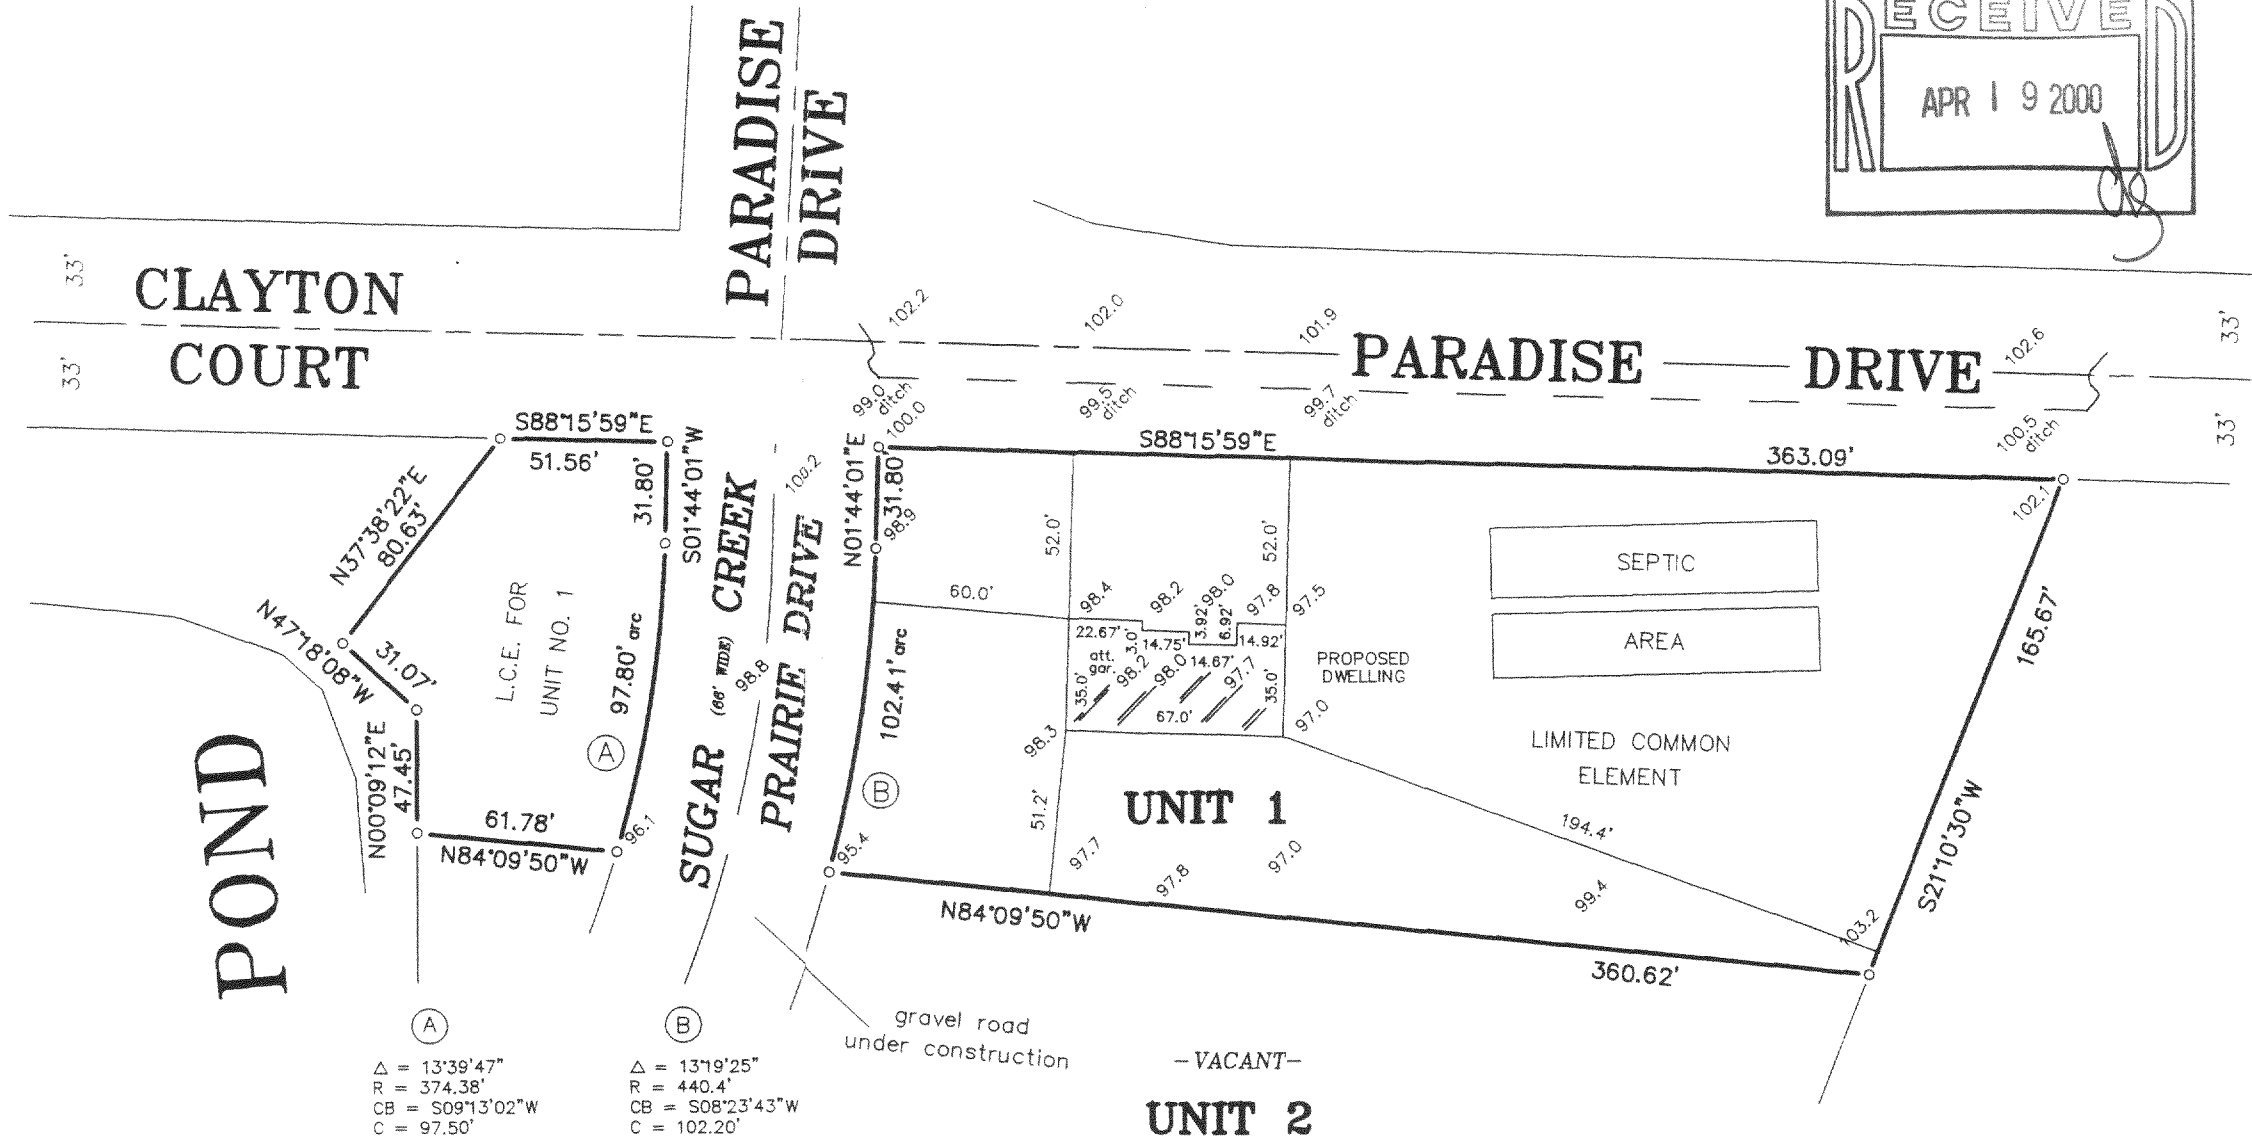 RECEIVED
APR 19 2000
PARADISE
DRIVE
33'
CLAYTON
COURT
33'
102.2
102.0
101.9
PARADISE DRIVE
102.6
33'
33'
99.0
ditch
99.5
ditch
99.7
ditch
100.5
ditch
100.0
S88°15'59"E
51.56'
31.80'
S01°44'01"W
N37°38'22"E
80.63'
N47°18'08"W
31.07'
N00°09'12"E
47.45'
61.78'
N84°09'50"W
96.1
97.80' arc
A
L.C.E. FOR
UNIT NO. 1
POND
SUGAR CREEK
(66' WIDE)
PRAIRIE DRIVE
100.2
98.8
N01°44'01"E
31.80'
98.9
102.41' arc
B
95.4
S88°15'59"E
363.09'
102.1
52.0'
52.0'
60.0'
98.4
98.2
98.0
97.8
97.5
22.67'
3.0'
14.75'
3.92'
6.92'
14.92'
att.
gar.
98.2
98.0
14.67'
97.7
35.0'
35.0'
67.0'
97.0
98.3
PROPOSED
DWELLING
SEPTIC
AREA
LIMITED COMMON
ELEMENT
165.67'
S21°10'30"W
UNIT 1
51.2'
97.7
97.8
97.0
194.4'
99.4
103.2
N84°09'50"W
360.62'
gravel road
under construction
-VACANT-
UNIT 2
A
Δ = 13°39'47"
R = 374.38'
CB = S09°13'02"W
C = 97.50'
B
Δ = 13°19'25"
R = 440.4'
CB = S08°23'43"W
C = 102.20'